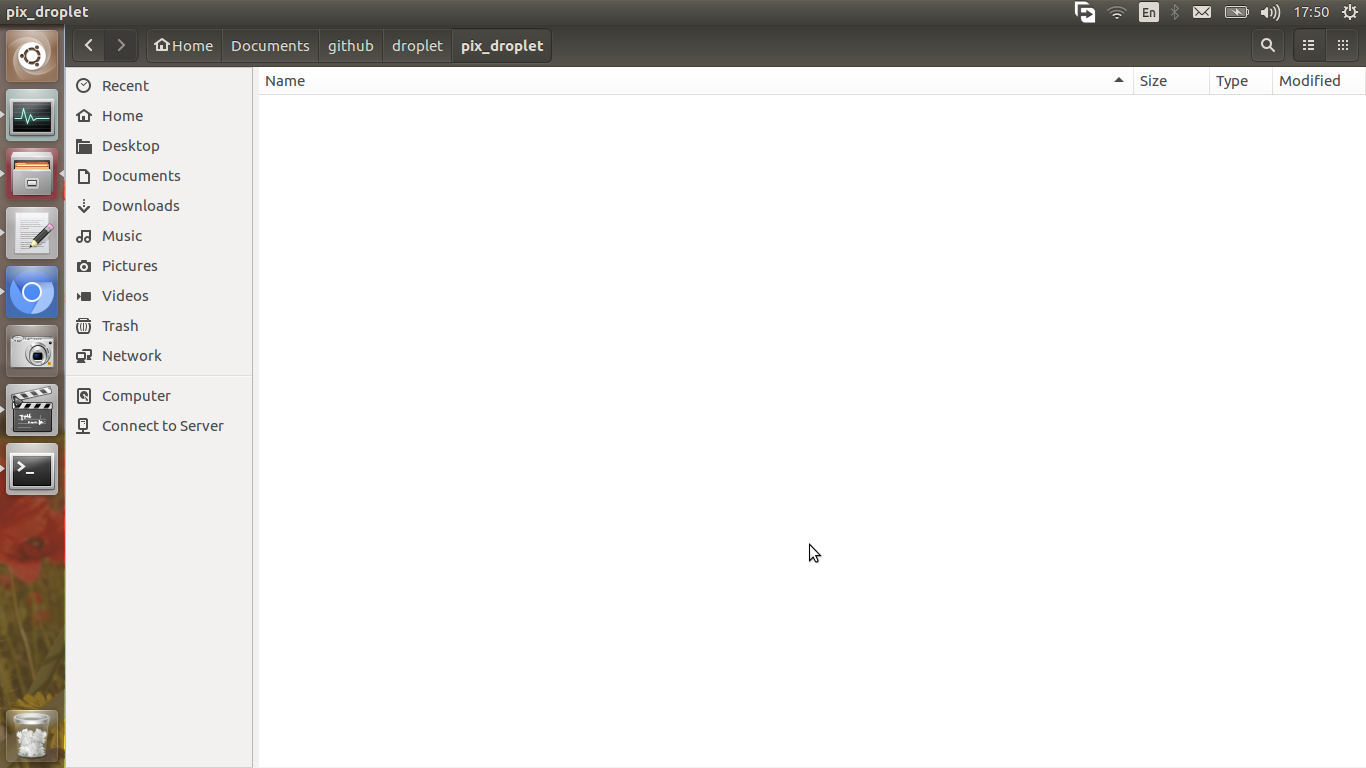 pix_droplet
En
17:50
Home Documents github droplet pix_droplet
Name Size Type Modified
Recent
Home
Desktop
Documents
Downloads
Music
Pictures
Videos
Trash
Network
Computer
Connect to Server
>_